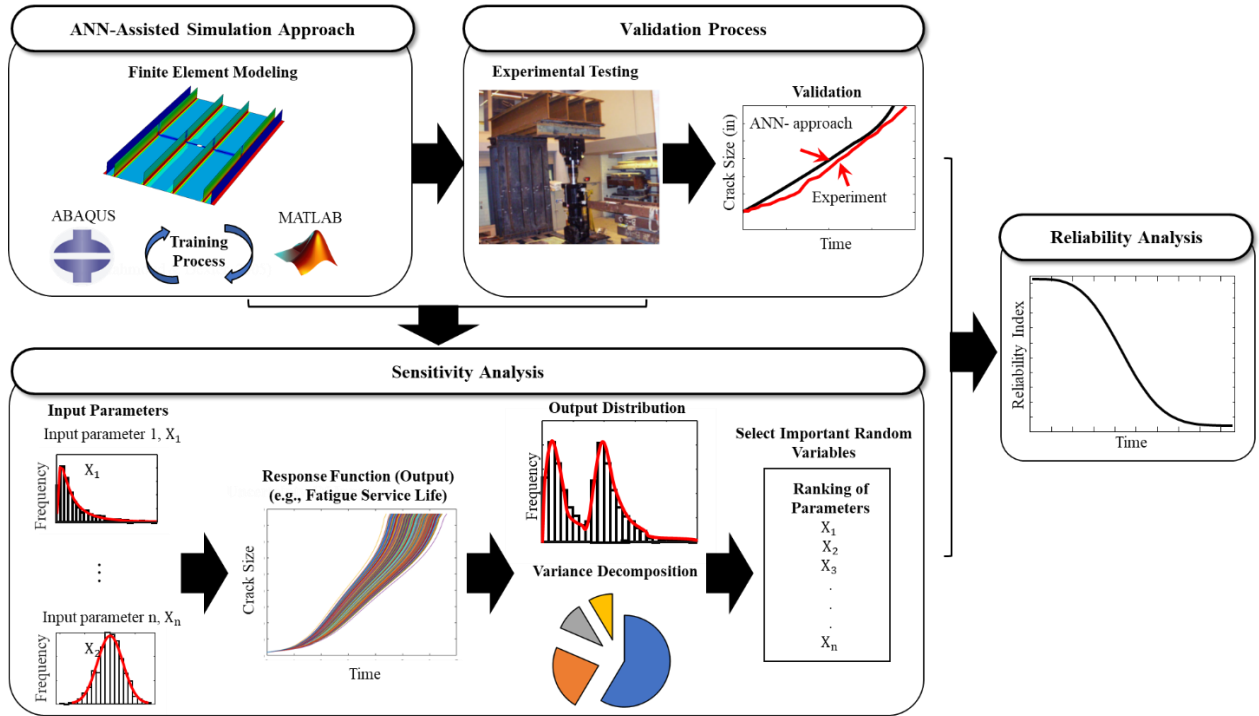 ANN-Assisted Simulation Approach
Finite Element Modeling
ABAQUS
Training
Process
MATLAB
Validation Process
Experimental Testing
Validation
Crack Size (in)
ANN- approach
Experiment
Time
Reliability Analysis
Reliability Index
Time
Sensitivity Analysis
Input Parameters
Input parameter 1, X₁
Frequency
X₁
⋮
Input parameter n, Xₙ
Frequency
X₂
Response Function (Output)
(e.g., Fatigue Service Life)
Crack Size
Time
Output Distribution
Frequency
Variance Decomposition
Select Important Random
Variables
Ranking of
Parameters
X₁
X₂
X₃
.
.
.
Xₙ